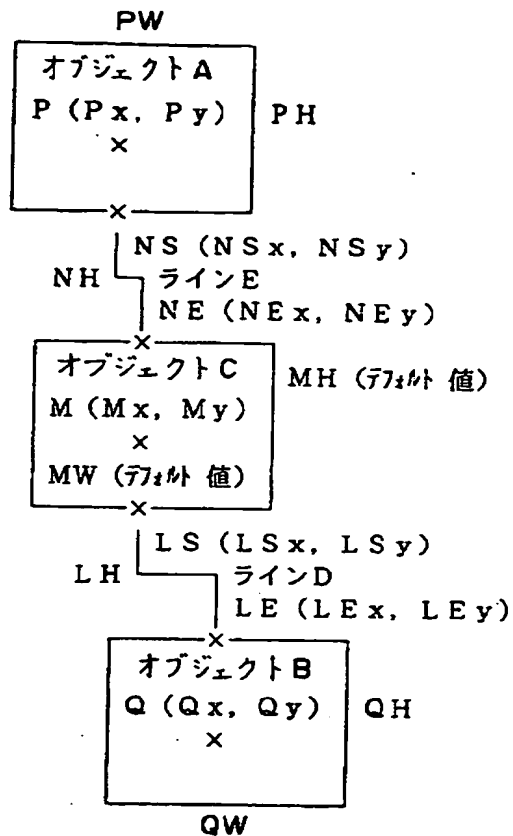 PW
オブジェクトA
P (Px, Py)
PH
NS (NSx, NSy)
NH
ラインE
NE (NEx, NEy)
オブジェクトC
MH (デフォルト値)
M (Mx, My)
MW (デフォルト値)
LS (LSx, LSy)
LH
ラインD
LE (LEx, LEy)
オブジェクトB
Q (Qx, Qy)
QH
QW